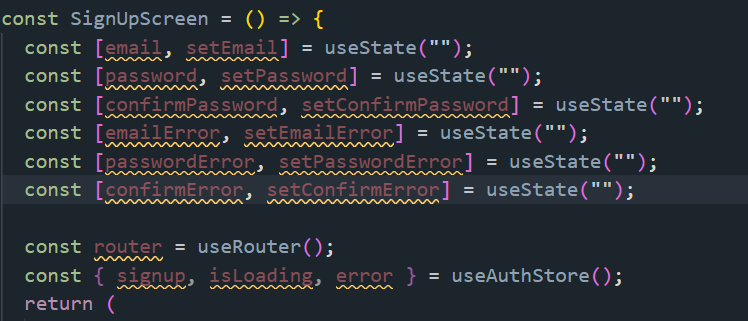 const SignUpScreen = () => {
const [email, setEmail] = useState("");
const [password, setPassword] = useState("");
const [confirmPassword, setConfirmPassword] = useState("");
const [emailError, setEmailError] = useState("");
const [passwordError, setPasswordError] = useState("");
const [confirmError, setConfirmError] = useState("");
const router = useRouter();
const { signup, isLoading, error } = useAuthStore();
return (